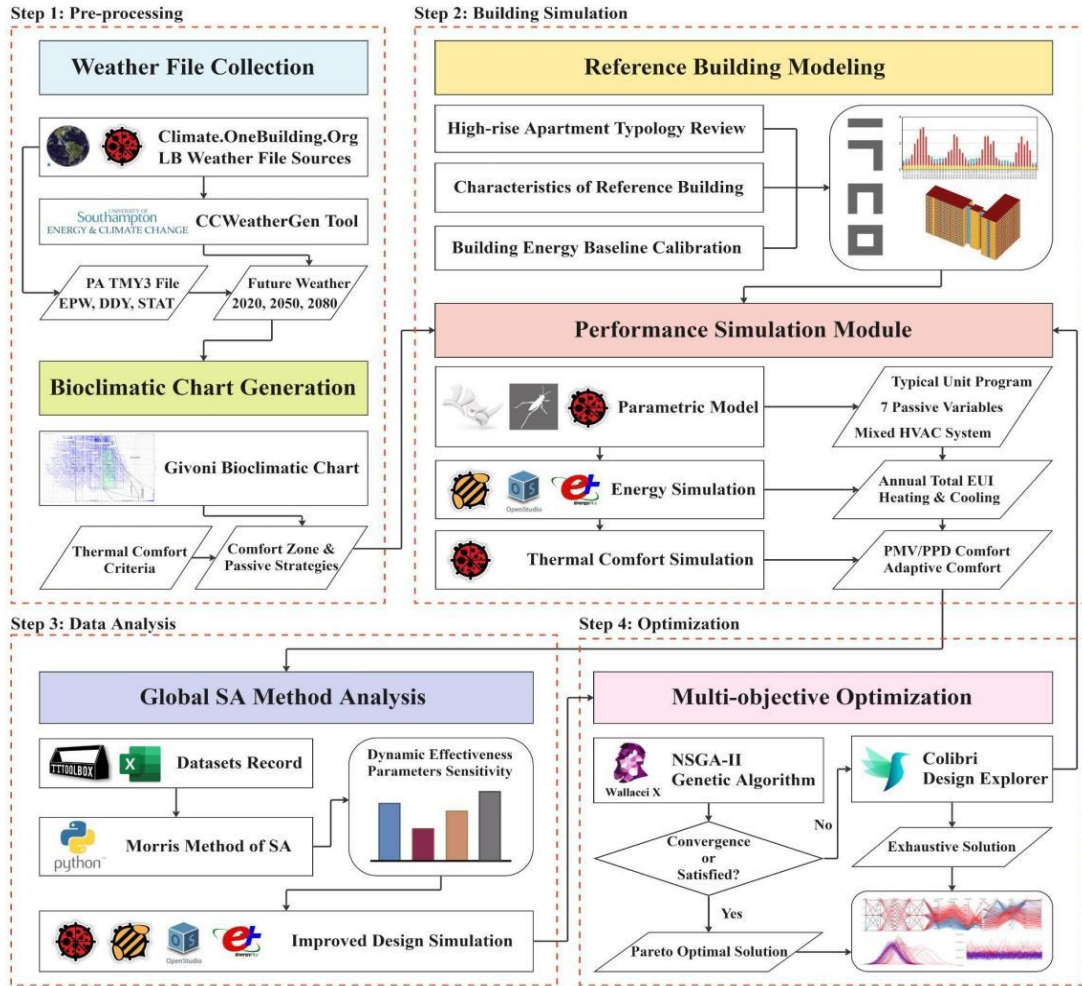 Step 1: Pre-processing
Weather File Collection
Climate.OneBuilding.Org
LB Weather File Sources
UNIVERSITY OF
Southampton
ENERGY & CLIMATE CHANGE
CCWeatherGen Tool
PA TMY3 File
EPW, DDY, STAT
Future Weather
2020, 2050, 2080
Bioclimatic Chart Generation
Givoni Bioclimatic Chart
Thermal Comfort
Criteria
Comfort Zone &
Passive Strategies
Step 2: Building Simulation
Reference Building Modeling
High-rise Apartment Typology Review
Characteristics of Reference Building
Building Energy Baseline Calibration
Performance Simulation Module
Parametric Model
Typical Unit Program
7 Passive Variables
Mixed HVAC System
OS
OpenStudio
e+
EnergyPlus
Energy Simulation
Annual Total EUI
Heating & Cooling
Thermal Comfort Simulation
PMV/PPD Comfort
Adaptive Comfort
Step 3: Data Analysis
Global SA Method Analysis
TTTOOLBOX
X
Datasets Record
python
Morris Method of SA
Dynamic Effectiveness
Parameters Sensitivity
OS
OpenStudio
e+
EnergyPlus
Improved Design Simulation
Step 4: Optimization
Multi-objective Optimization
Wallacci X
NSGA-II
Genetic Algorithm
Colibri
Design Explorer
No
Convergence
or
Satisfied?
Exhaustive Solution
Yes
Pareto Optimal Solution